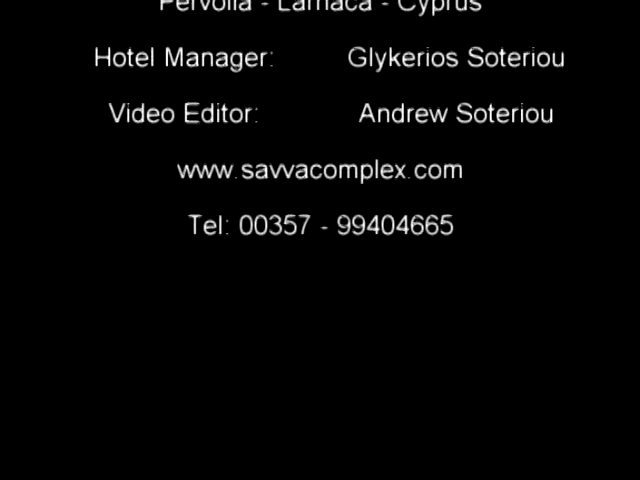 Pervolia - Larnaca - Cyprus
Hotel Manager: Glykerios Soteriou
Video Editor: Andrew Soteriou
www.savvacomplex.com
Tel: 00357 - 99404665